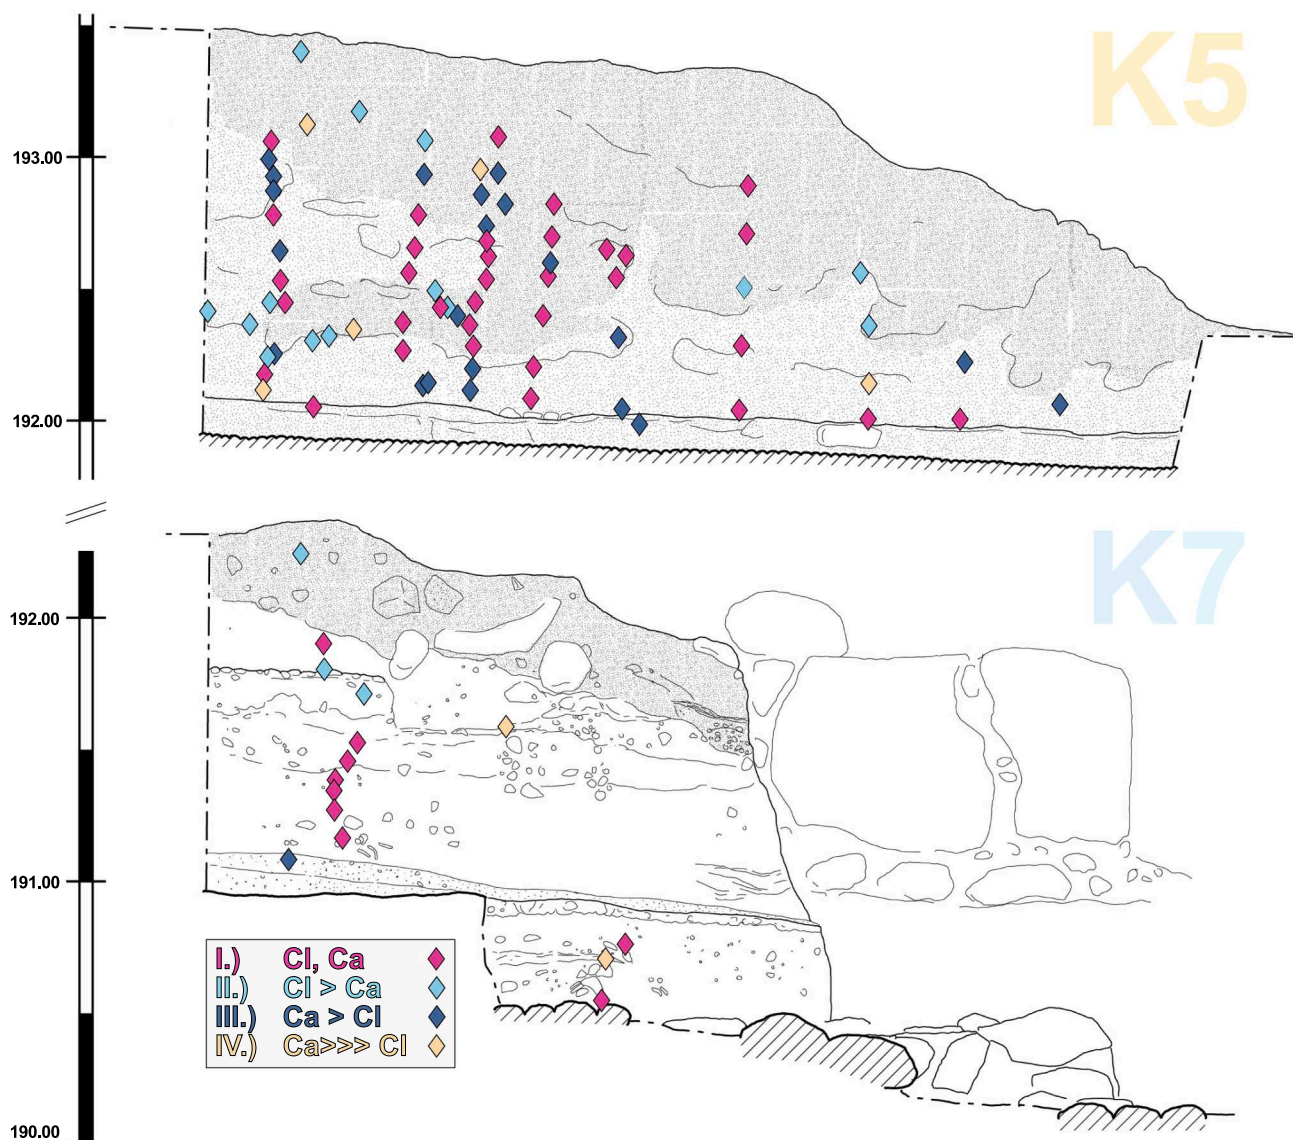 K5
193.00
192.00
K7
192.00
191.00
I.) Cl, Ca
II.) Cl > Ca
III.) Ca > Cl
IV.) Ca>>> Cl
190.00